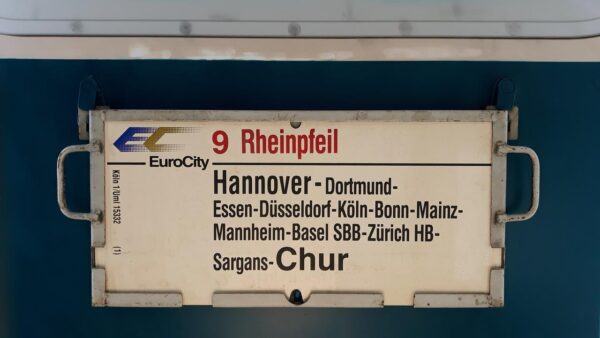 EC
EuroCity
9 Rheinpfeil
Hannover - Dortmund-
Essen-Düsseldorf-Köln-Bonn-Mainz-
Mannheim-Basel SBB-Zürich HB-
Sargans-Chur
Köln 1/Uml 15332 (1)